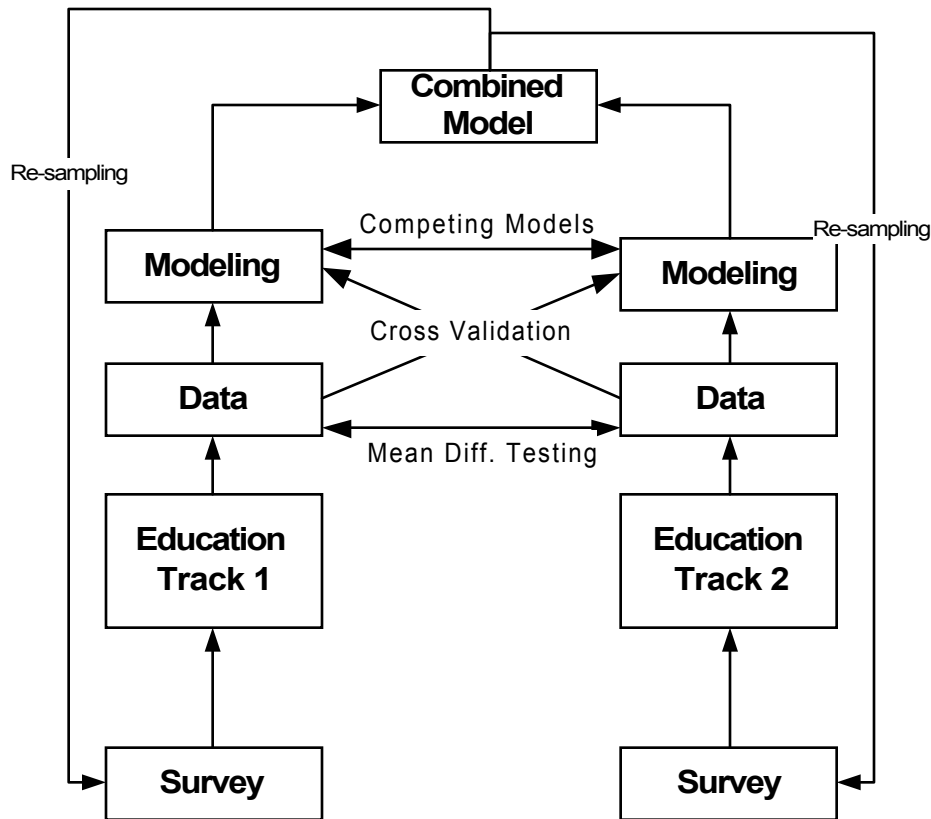 Combined
Model
Re-sampling
Competing Models
Re-sampling
Modeling
Modeling
Cross Validation
Data
Data
Mean Diff. Testing
Education
Track 1
Education
Track 2
Survey
Survey